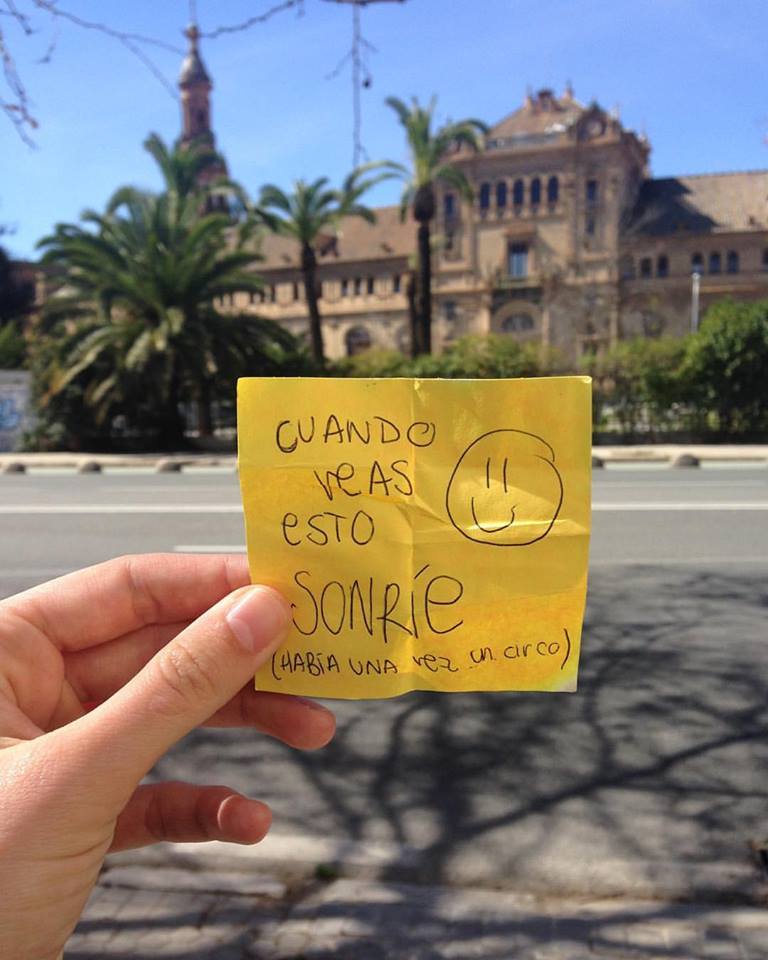 CUANDO
VEAS
ESTO
SONRÍE
(HABÍA UNA VEZ UN CIRCO)